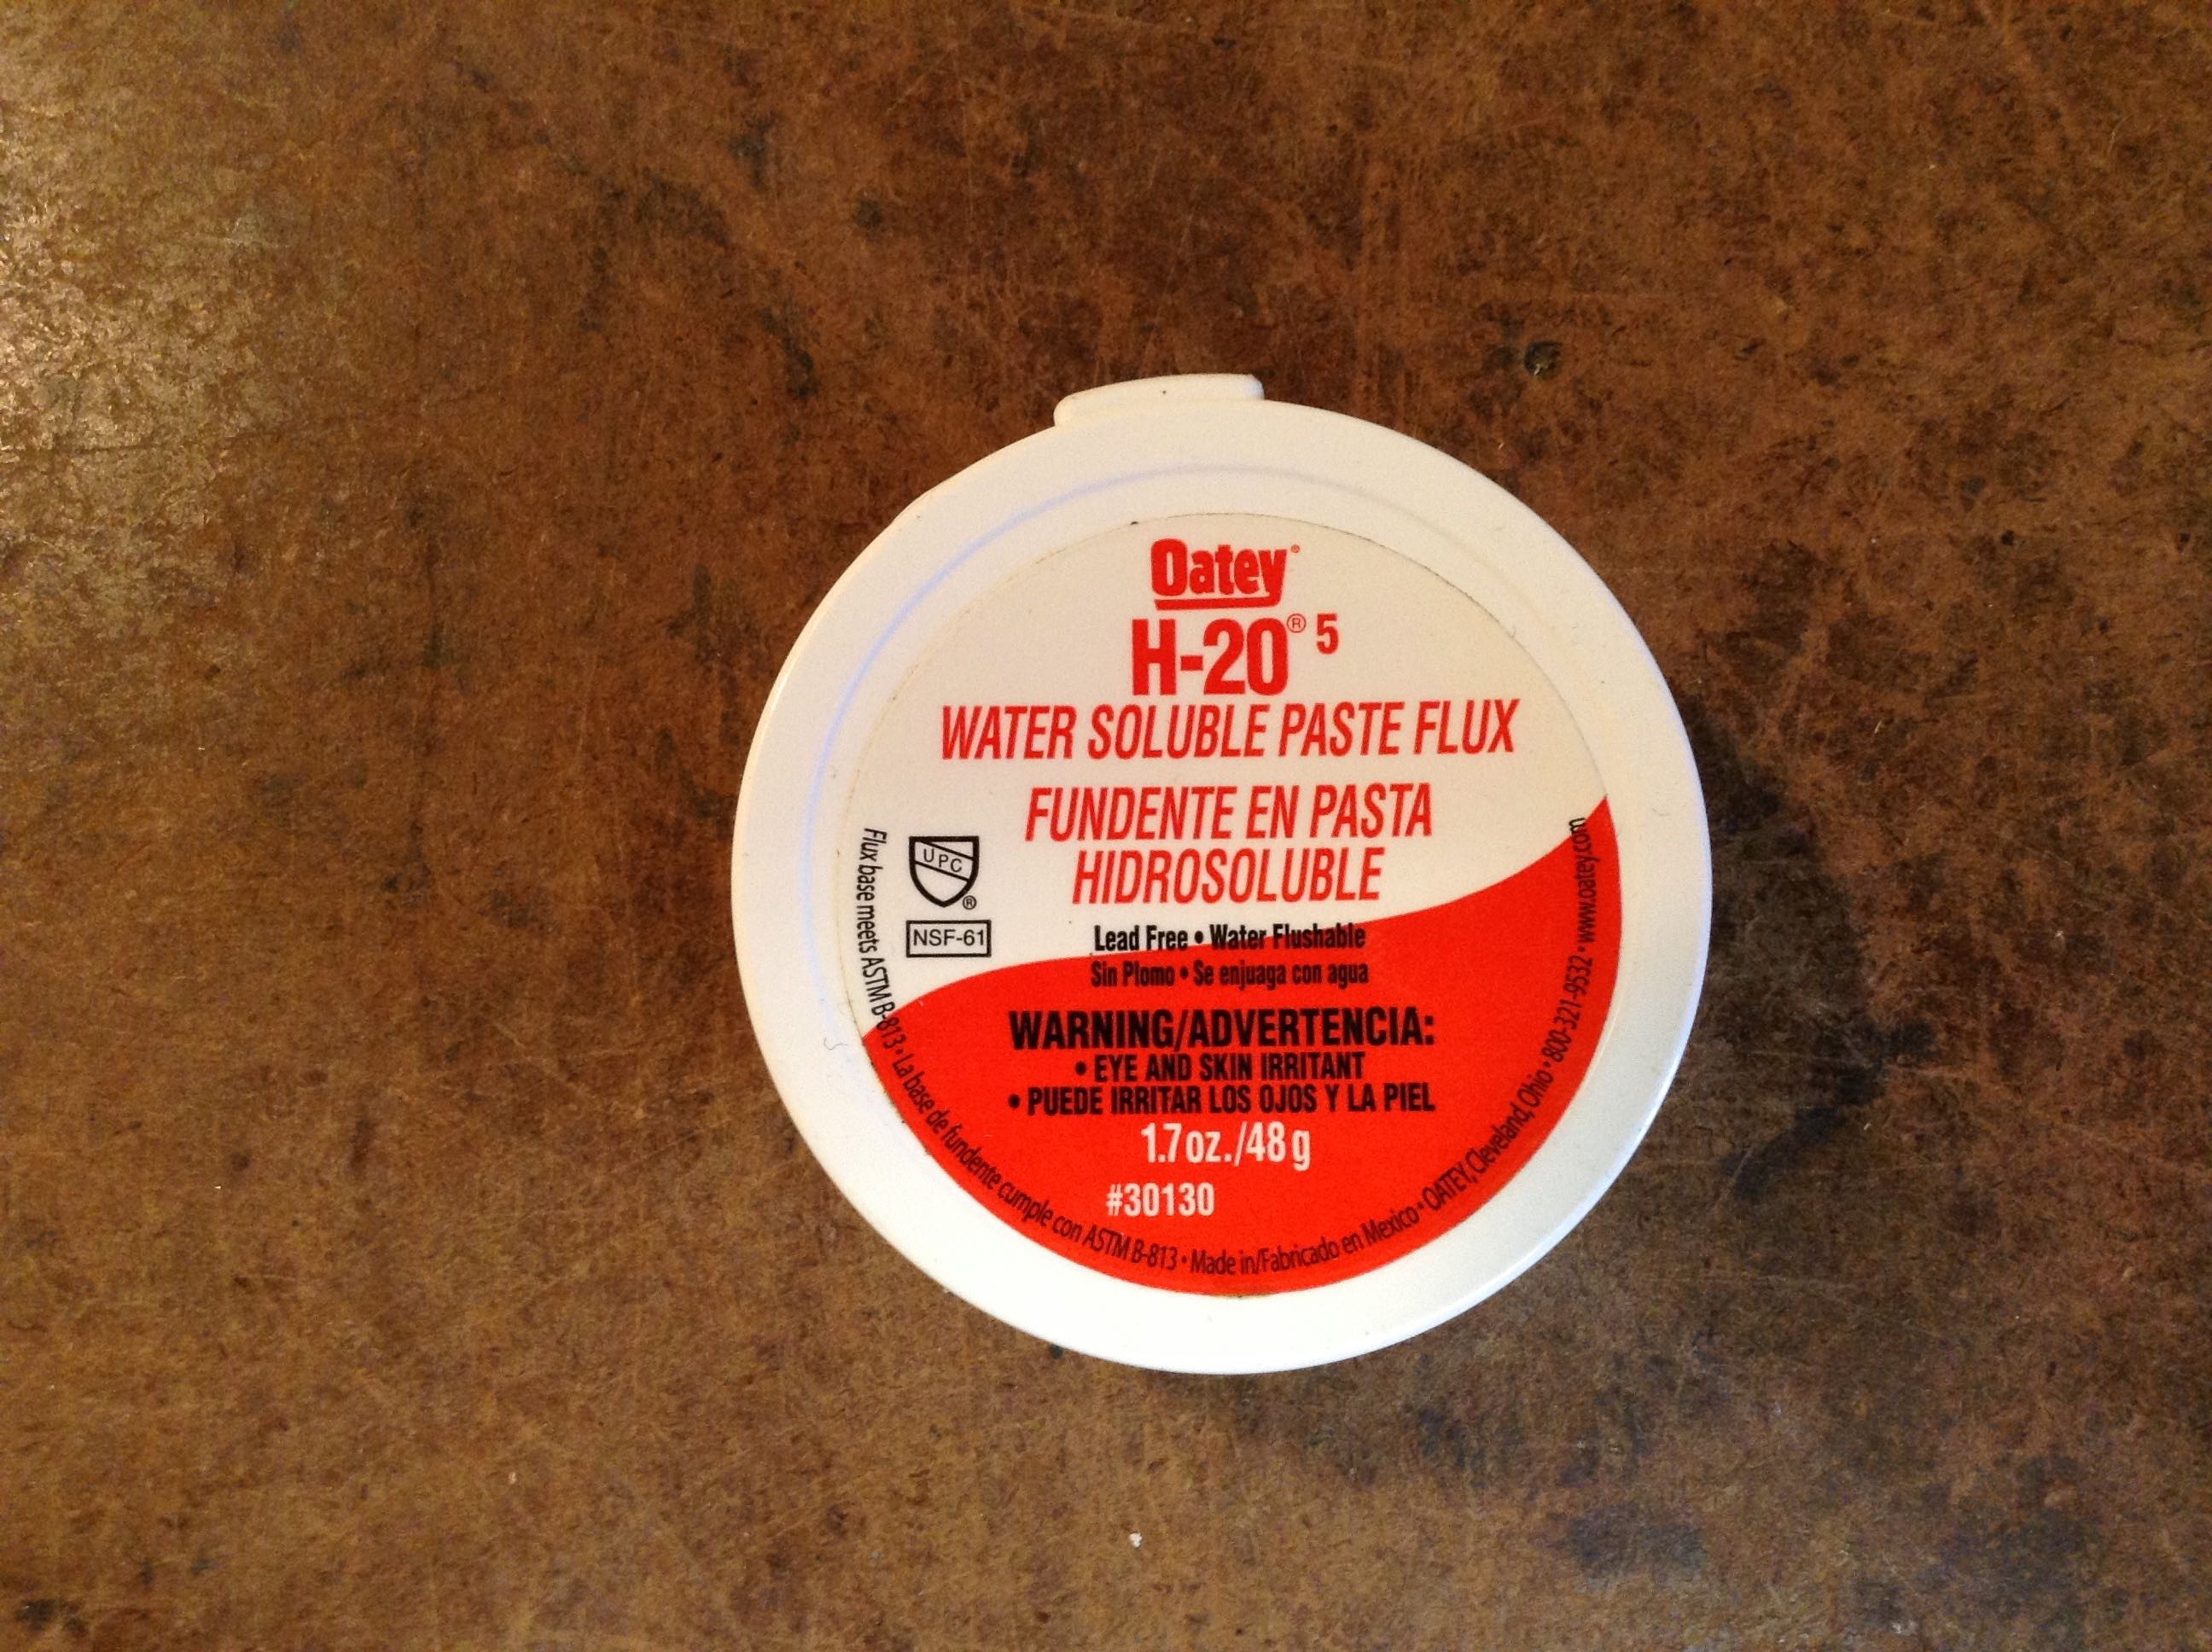 Oatey®
H-20® 5
WATER SOLUBLE PASTE FLUX
FUNDENTE EN PASTA
HIDROSOLUBLE
UPC®
NSF-61
Lead Free • Water Flushable
Sin Plomo • Se enjuaga con agua
WARNING/ADVERTENCIA:
• EYE AND SKIN IRRITANT
• PUEDE IRRITAR LOS OJOS Y LA PIEL
1.7 oz./48 g
#30130
Flux base meets ASTM B-813 • La base de fundente cumple con ASTM B-813 • Made in/Fabricado en Mexico • OATEY, Cleveland, Ohio • 800-321-9532 • www.oatey.com